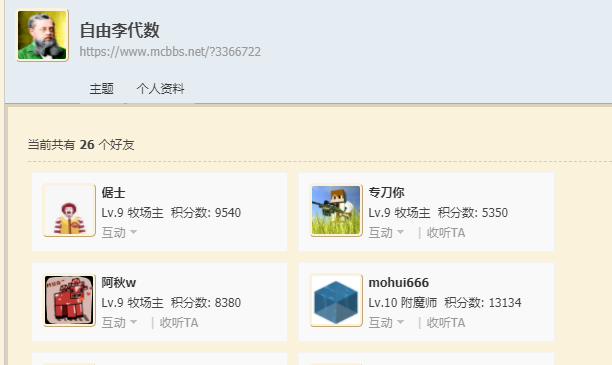 自由李代数
https://www.mcbbs.net/?3366722
主题 个人资料
当前共有 26 个好友
倨士
Lv.9 牧场主 积分数: 9540
互动
专刀你
Lv.9 牧场主 积分数: 5350
互动 | 收听TA
阿秋w
Lv.9 牧场主 积分数: 8380
互动 | 收听TA
mohui666
Lv.10 附魔师 积分数: 13134
互动 | 收听TA